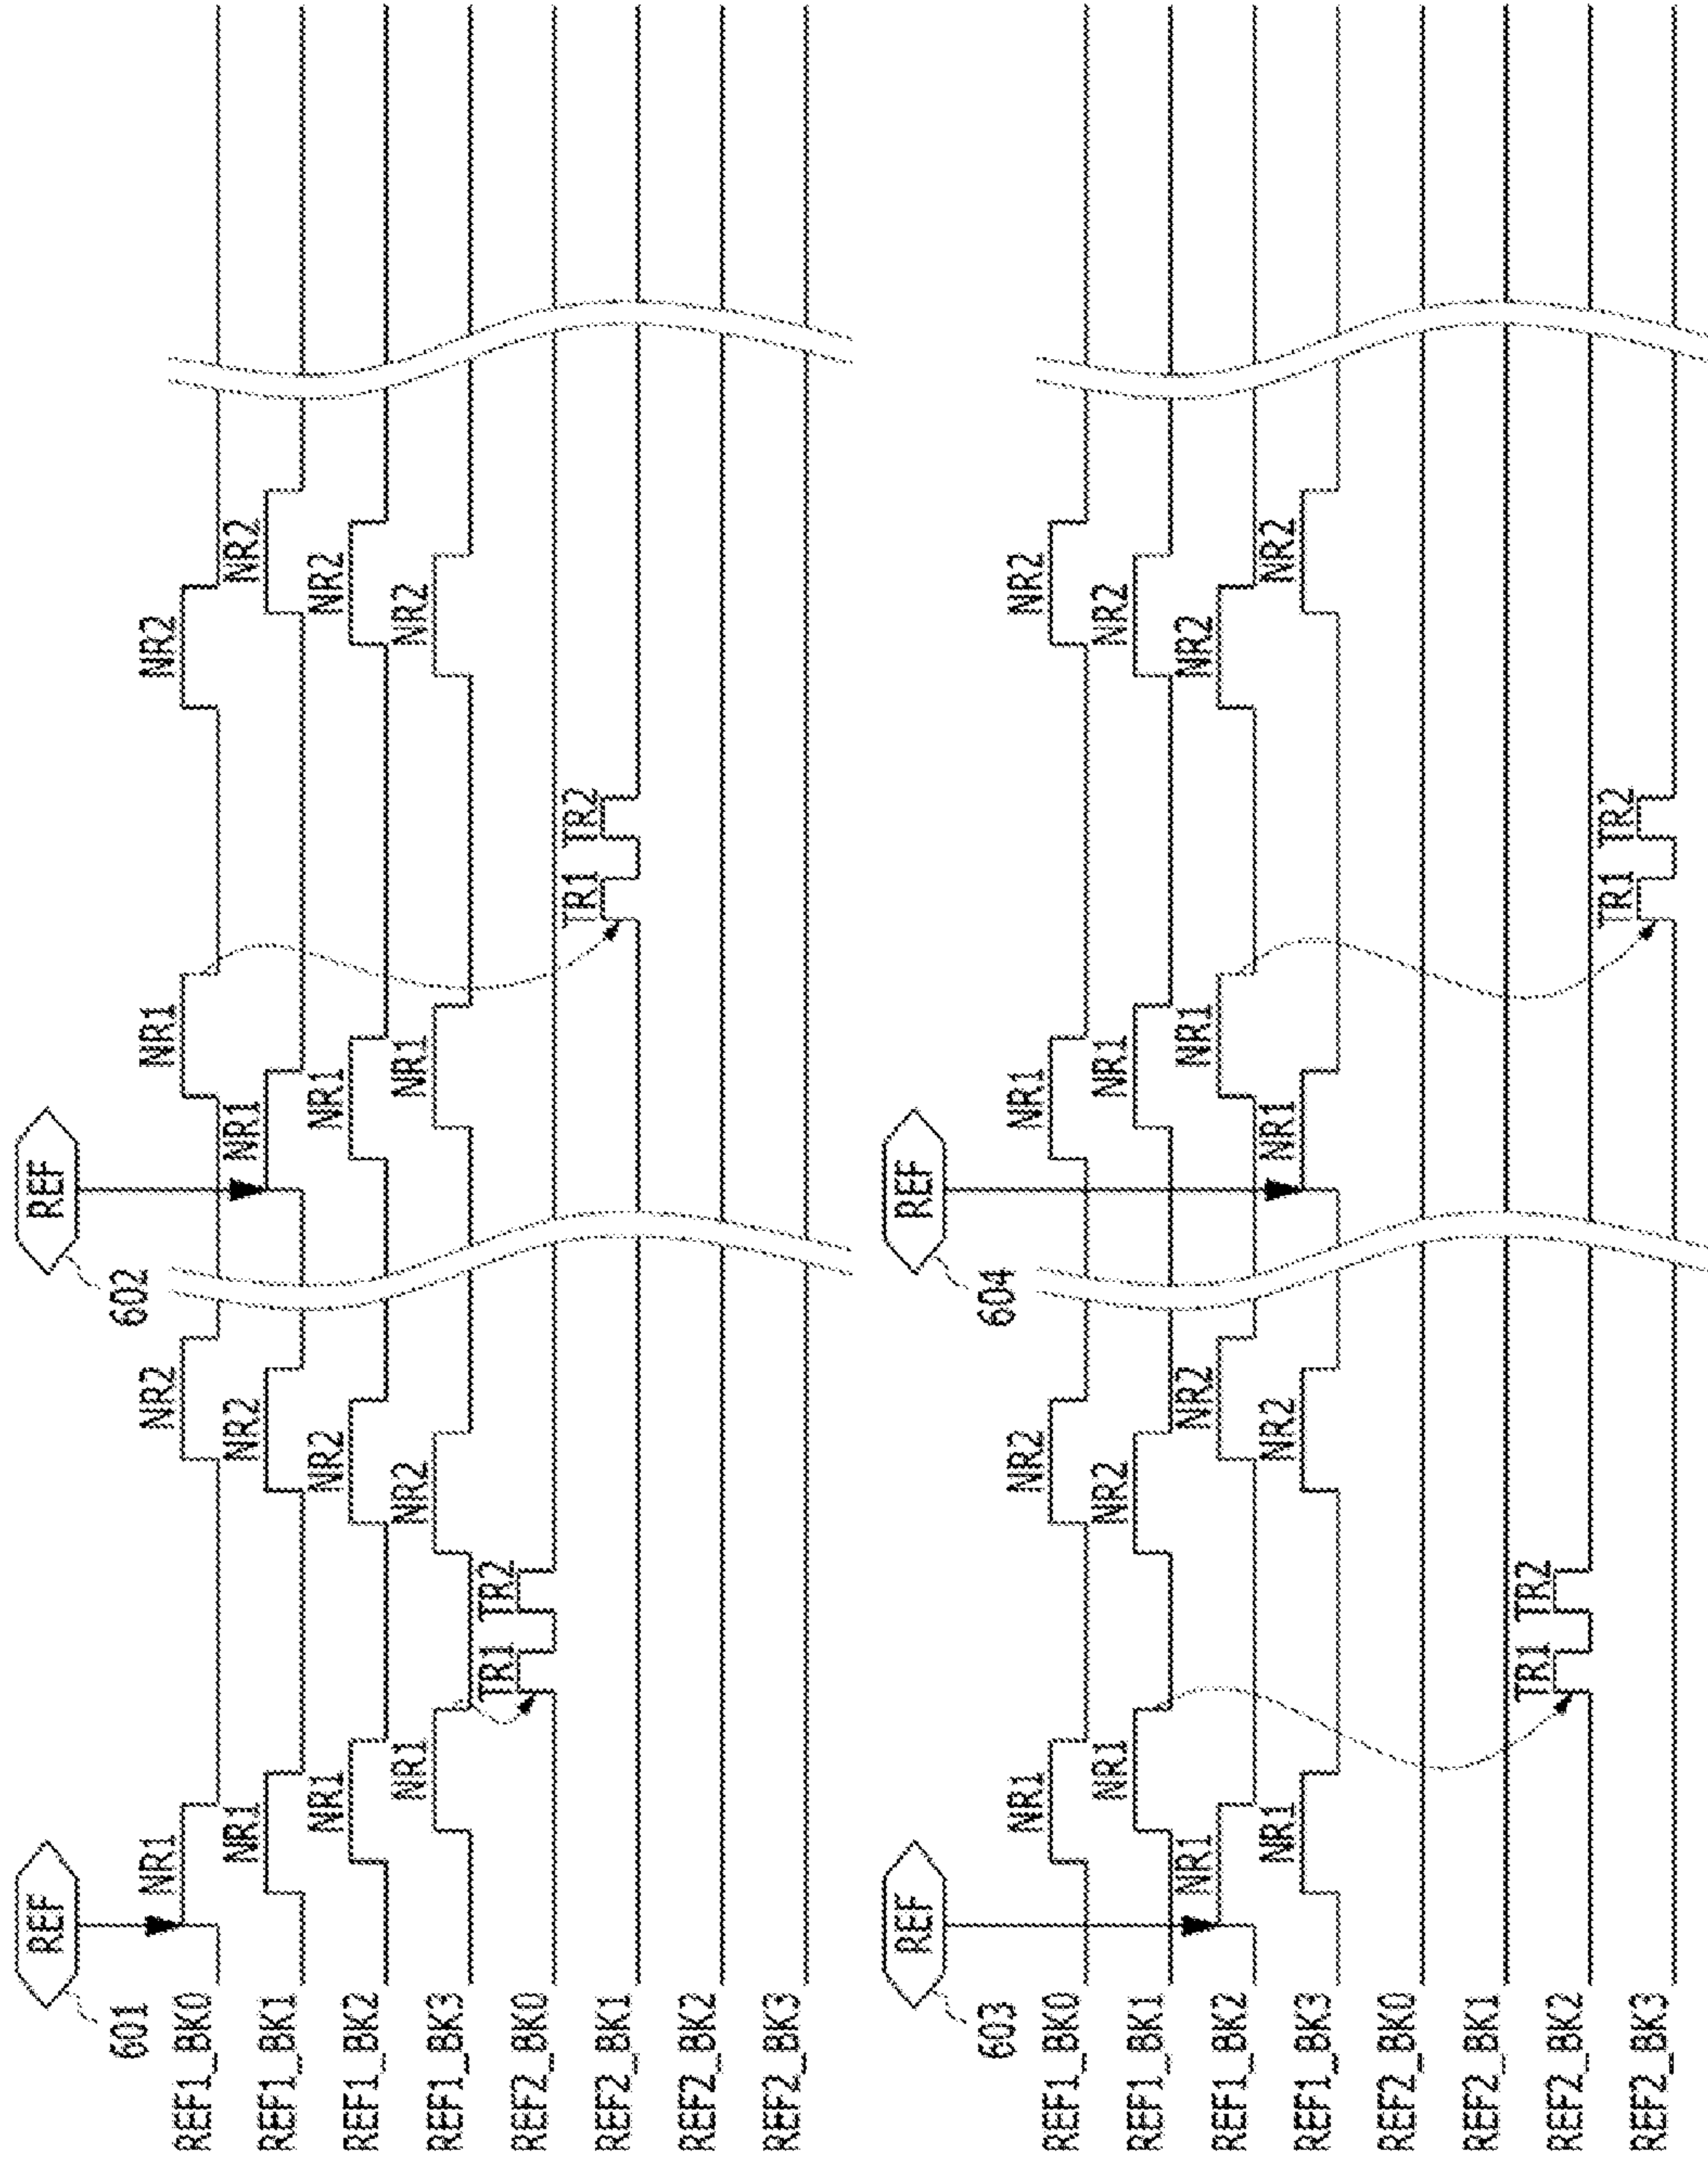 REF REF
601 602
REF1_BK0 NR1 NR2 NR1 NR2
REF1_BK1 NR1 NR2 NR1 NR2
REF1_BK2 NR1 NR2 NR1 NR2
REF1_BK3 NR1 NR2 NR1 NR2
REF2_BK0 TR1 TR2
REF2_BK1 TR1 TR2
REF2_BK2
REF2_BK3
REF REF
603 604
REF1_BK0 NR1 NR2 NR1 NR2
REF1_BK1 NR1 NR2 NR1 NR2
REF1_BK2 NR1 NR2 NR1 NR2
REF1_BK3 NR1 NR2 NR1 NR2
REF2_BK0
REF2_BK1
REF2_BK2 TR1 TR2
REF2_BK3 TR1 TR2